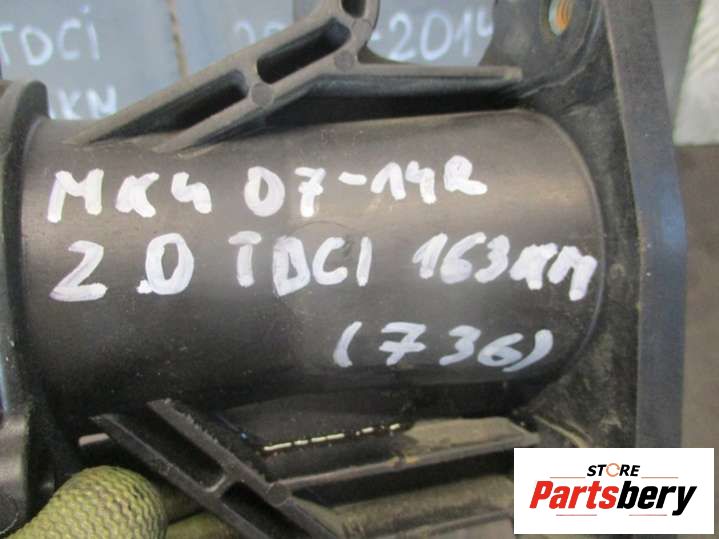 TDCi
2014
KN
MK4 07-14R
2.0 TDCI 163KM
(736)
STORE
Partsbery